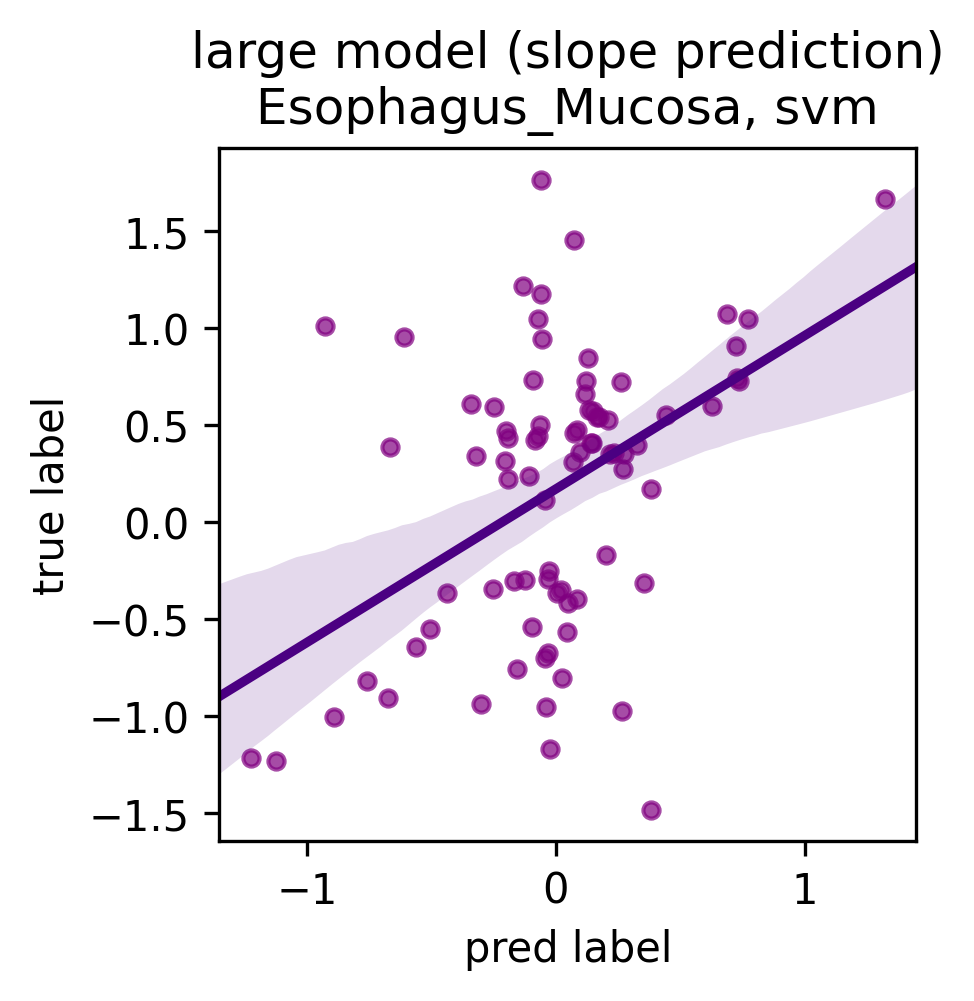 large model (slope prediction)
Esophagus_Mucosa, svm
true label
1.5
1.0
0.5
0.0
−0.5
−1.0
−1.5
−1 0 1
pred label